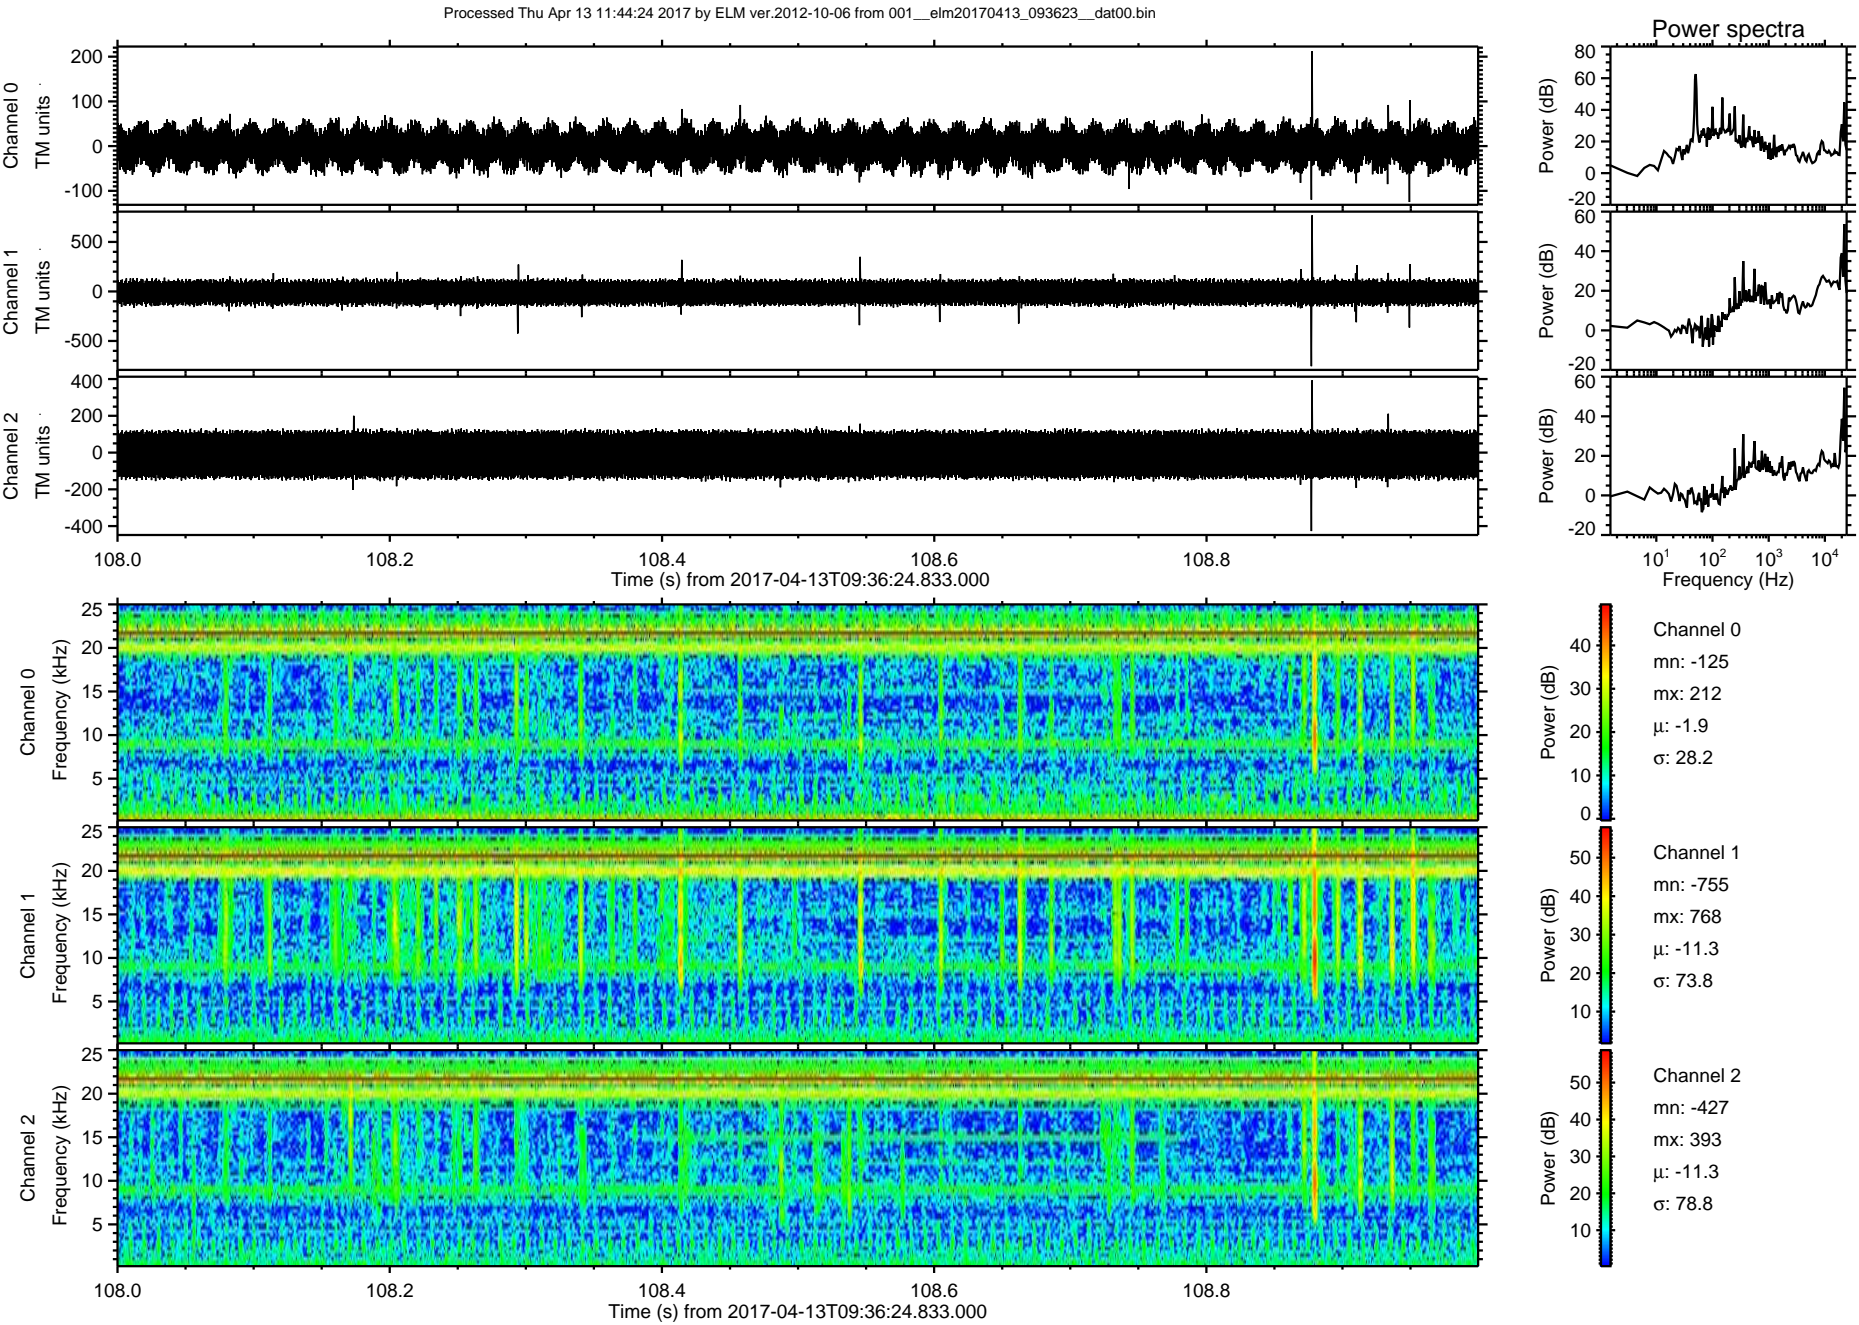 Processed Thu Apr 13 11:44:24 2017 by ELM ver.2012-10-06 from 001__elm20170413_093623__dat00.bin
Power spectra
Channel 0
TM units
200
100
0
-100
Power (dB)
80
60
40
20
0
-20
Channel 1
TM units
500
0
-500
Power (dB)
60
40
20
0
-20
Channel 2
TM units
400
200
0
-200
-400
Power (dB)
60
40
20
0
-20
108.0 108.2 108.4 108.6 108.8
Time (s) from 2017-04-13T09:36:24.833.000
10^1 10^2 10^3 10^4
Frequency (Hz)
Channel 0
Frequency (kHz)
25
20
15
10
5
Power (dB)
40
30
20
10
0
Channel 0
mn: -125
mx: 212
µ: -1.9
σ: 28.2
Channel 1
Frequency (kHz)
25
20
15
10
5
Power (dB)
50
40
30
20
10
Channel 1
mn: -755
mx: 768
µ: -11.3
σ: 73.8
Channel 2
Frequency (kHz)
25
20
15
10
5
Power (dB)
50
40
30
20
10
Channel 2
mn: -427
mx: 393
µ: -11.3
σ: 78.8
108.0 108.2 108.4 108.6 108.8
Time (s) from 2017-04-13T09:36:24.833.000